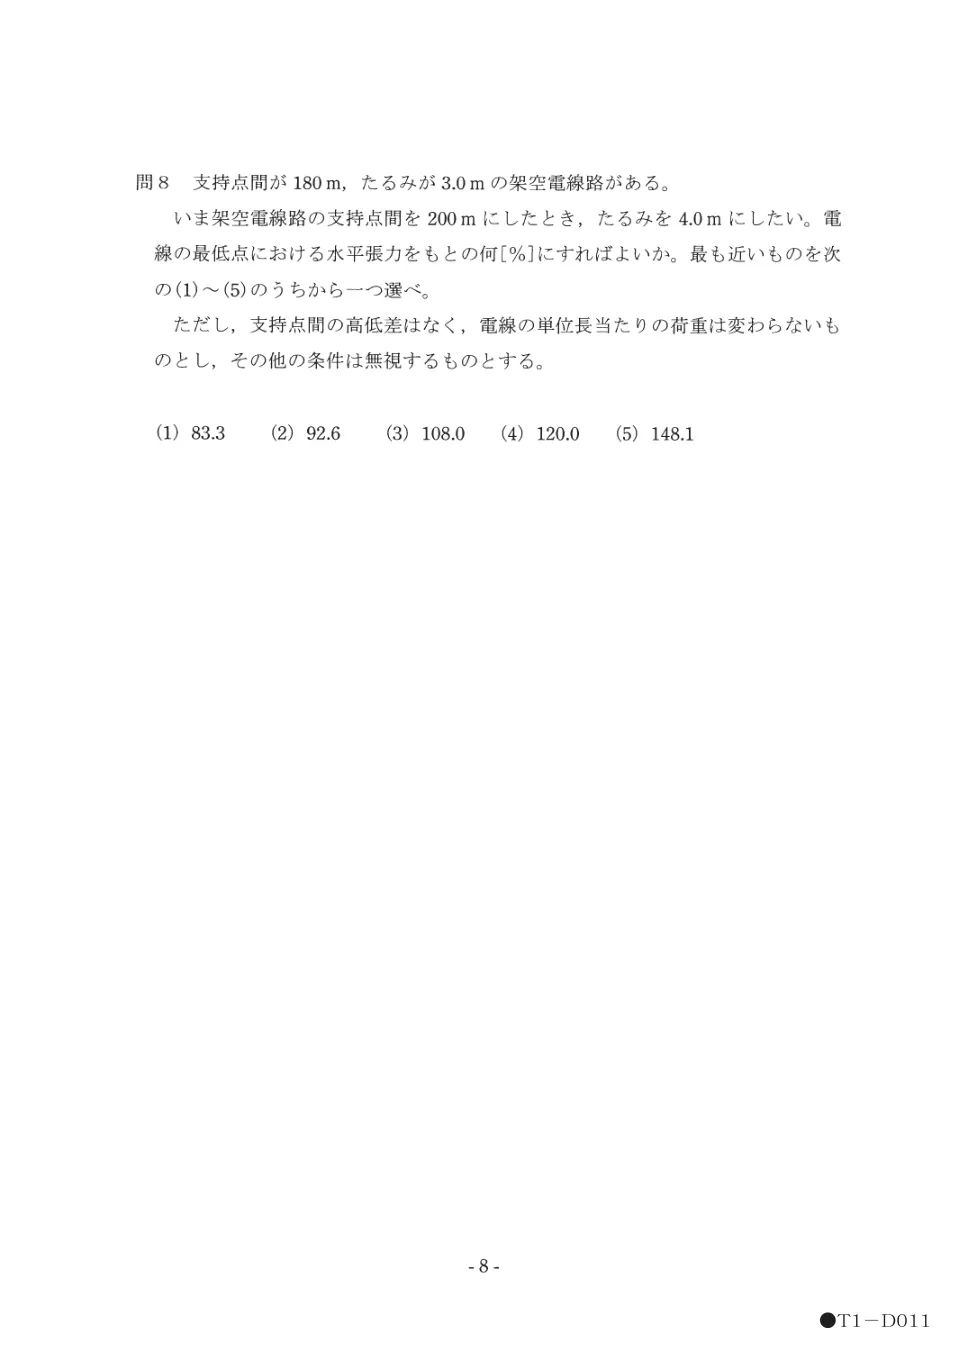 問８　支持点間が 180 m，たるみが 3.0 m の架空電線路がある。
いま架空電線路の支持点間を 200 m にしたとき，たるみを 4.0 m にしたい。電
線の最低点における水平張力をもとの何[％]にすればよいか。最も近いものを次
の(1)～(5)のうちから一つ選べ。
ただし，支持点間の高低差はなく，電線の単位長当たりの荷重は変わらないも
のとし，その他の条件は無視するものとする。
(1) 83.3　(2) 92.6　(3) 108.0　(4) 120.0　(5) 148.1
- 8 -
●T1－D011